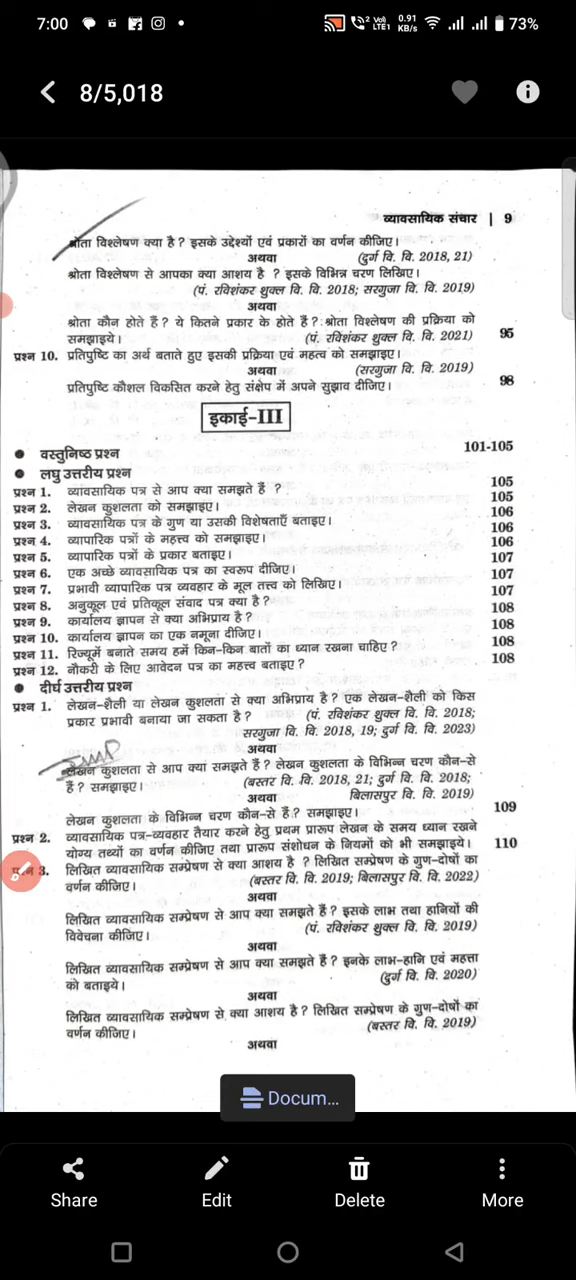 7:00
Vol) LTE1 0.91 KB/s 73%
8/5,018
व्यावसायिक संचार | 9
श्रोता विश्लेषण क्या है ? इसके उद्देश्यों एवं प्रकारों का वर्णन कीजिए।
अथवा (दुर्ग वि. वि. 2018, 21)
श्रोता विश्लेषण से आपका क्या आशय है ? इसके विभिन्न चरण लिखिए।
(पं. रविशंकर शुक्ल वि. वि. 2018; सरगुजा वि. वि. 2019)
अथवा
श्रोता कौन होते हैं ? ये कितने प्रकार के होते हैं ? श्रोता विश्लेषण की प्रक्रिया को
समझाइये। (पं. रविशंकर शुक्ल वि. वि. 2021) 95
प्रश्न 10. प्रतिपुष्टि का अर्थ बताते हुए इसकी प्रक्रिया एवं महत्व को समझाइए।
अथवा (सरगुजा वि. वि. 2019)
प्रतिपुष्टि कौशल विकसित करने हेतु संक्षेप में अपने सुझाव दीजिए। 98
इकाई-III
● वस्तुनिष्ठ प्रश्न 101-105
● लघु उत्तरीय प्रश्न
प्रश्न 1. व्यावसायिक पत्र से आप क्या समझते हैं ? 105
प्रश्न 2. लेखन कुशलता को समझाइए। 105
प्रश्न 3. व्यावसायिक पत्र के गुण या उसकी विशेषताएँ बताइए। 106
प्रश्न 4. व्यापारिक पत्रों के महत्त्व को समझाइए। 106
प्रश्न 5. व्यापारिक पत्रों के प्रकार बताइए। 106
प्रश्न 6. एक अच्छे व्यावसायिक पत्र का स्वरूप दीजिए। 107
प्रश्न 7. प्रभावी व्यापारिक पत्र व्यवहार के मूल तत्त्व को लिखिए। 107
प्रश्न 8. अनुकूल एवं प्रतिकूल संवाद पत्र क्या है ? 107
प्रश्न 9. कार्यालय ज्ञापन से क्या अभिप्राय है ? 108
प्रश्न 10. कार्यालय ज्ञापन का एक नमूना दीजिए। 108
प्रश्न 11. रिज्यूमें बनाते समय हमें किन-किन बातों का ध्यान रखना चाहिए ? 108
प्रश्न 12. नौकरी के लिए आवेदन पत्र का महत्त्व बताइए ? 108
● दीर्घ उत्तरीय प्रश्न
प्रश्न 1. लेखन-शैली या लेखन कुशलता से क्या अभिप्राय है ? एक लेखन-शैली को किस
प्रकार प्रभावी बनाया जा सकता है ? (पं. रविशंकर शुक्ल वि. वि. 2018;
सरगुजा वि. वि. 2018, 19; दुर्ग वि. वि. 2023)
अथवा
Imp
लेखन कुशलता से आप क्या समझते हैं ? लेखन कुशलता के विभिन्न चरण कौन-से
हैं ? समझाइए। (बस्तर वि. वि. 2018, 21; दुर्ग वि. वि. 2018;
अथवा बिलासपुर वि. वि. 2019)
लेखन कुशलता के विभिन्न चरण कौन-से हैं ? समझाइए। 109
प्रश्न 2. व्यावसायिक पत्र-व्यवहार तैयार करने हेतु प्रथम प्रारूप लेखन के समय ध्यान रखने
योग्य तथ्यों का वर्णन कीजिए तथा प्रारूप संशोधन के नियमों को भी समझाइये। 110
प्रश्न 3. लिखित व्यावसायिक सम्प्रेषण से क्या आशय है ? लिखित सम्प्रेषण के गुण-दोषों का
वर्णन कीजिए। (बस्तर वि. वि. 2019; बिलासपुर वि. वि. 2022)
अथवा
लिखित व्यावसायिक सम्प्रेषण से आप क्या समझते हैं ? इसके लाभ तथा हानियों की
विवेचना कीजिए। (पं. रविशंकर शुक्ल वि. वि. 2019)
अथवा
लिखित व्यावसायिक सम्प्रेषण से आप क्या समझते हैं ? इनके लाभ-हानि एवं महत्ता
को बताइये। (दुर्ग वि. वि. 2020)
अथवा
लिखित व्यावसायिक सम्प्रेषण से क्या आशय है ? लिखित सम्प्रेषण के गुण-दोषों का
वर्णन कीजिए। (बस्तर वि. वि. 2019)
अथवा
Docum...
Share Edit Delete More